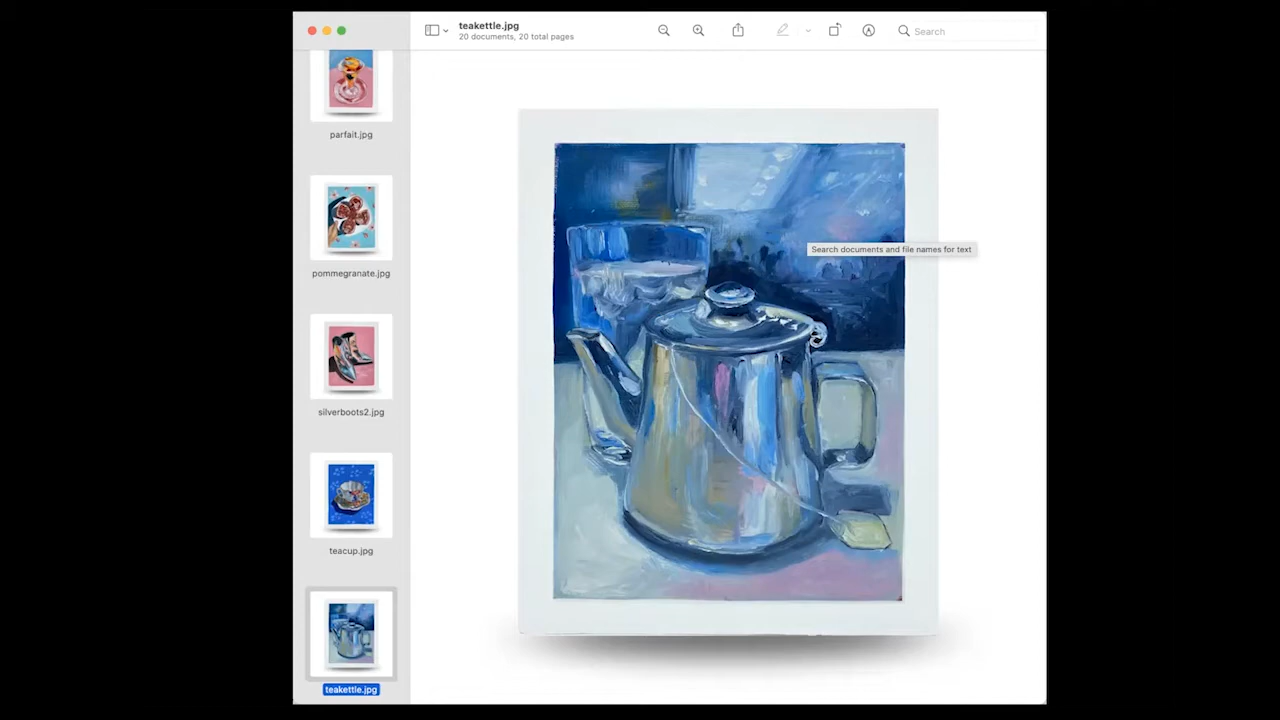 teakettle.jpg
20 documents, 20 total pages
Search
parfait.jpg
pommegranate.jpg
silverboots2.jpg
teacup.jpg
teakettle.jpg
Search documents and file names for text